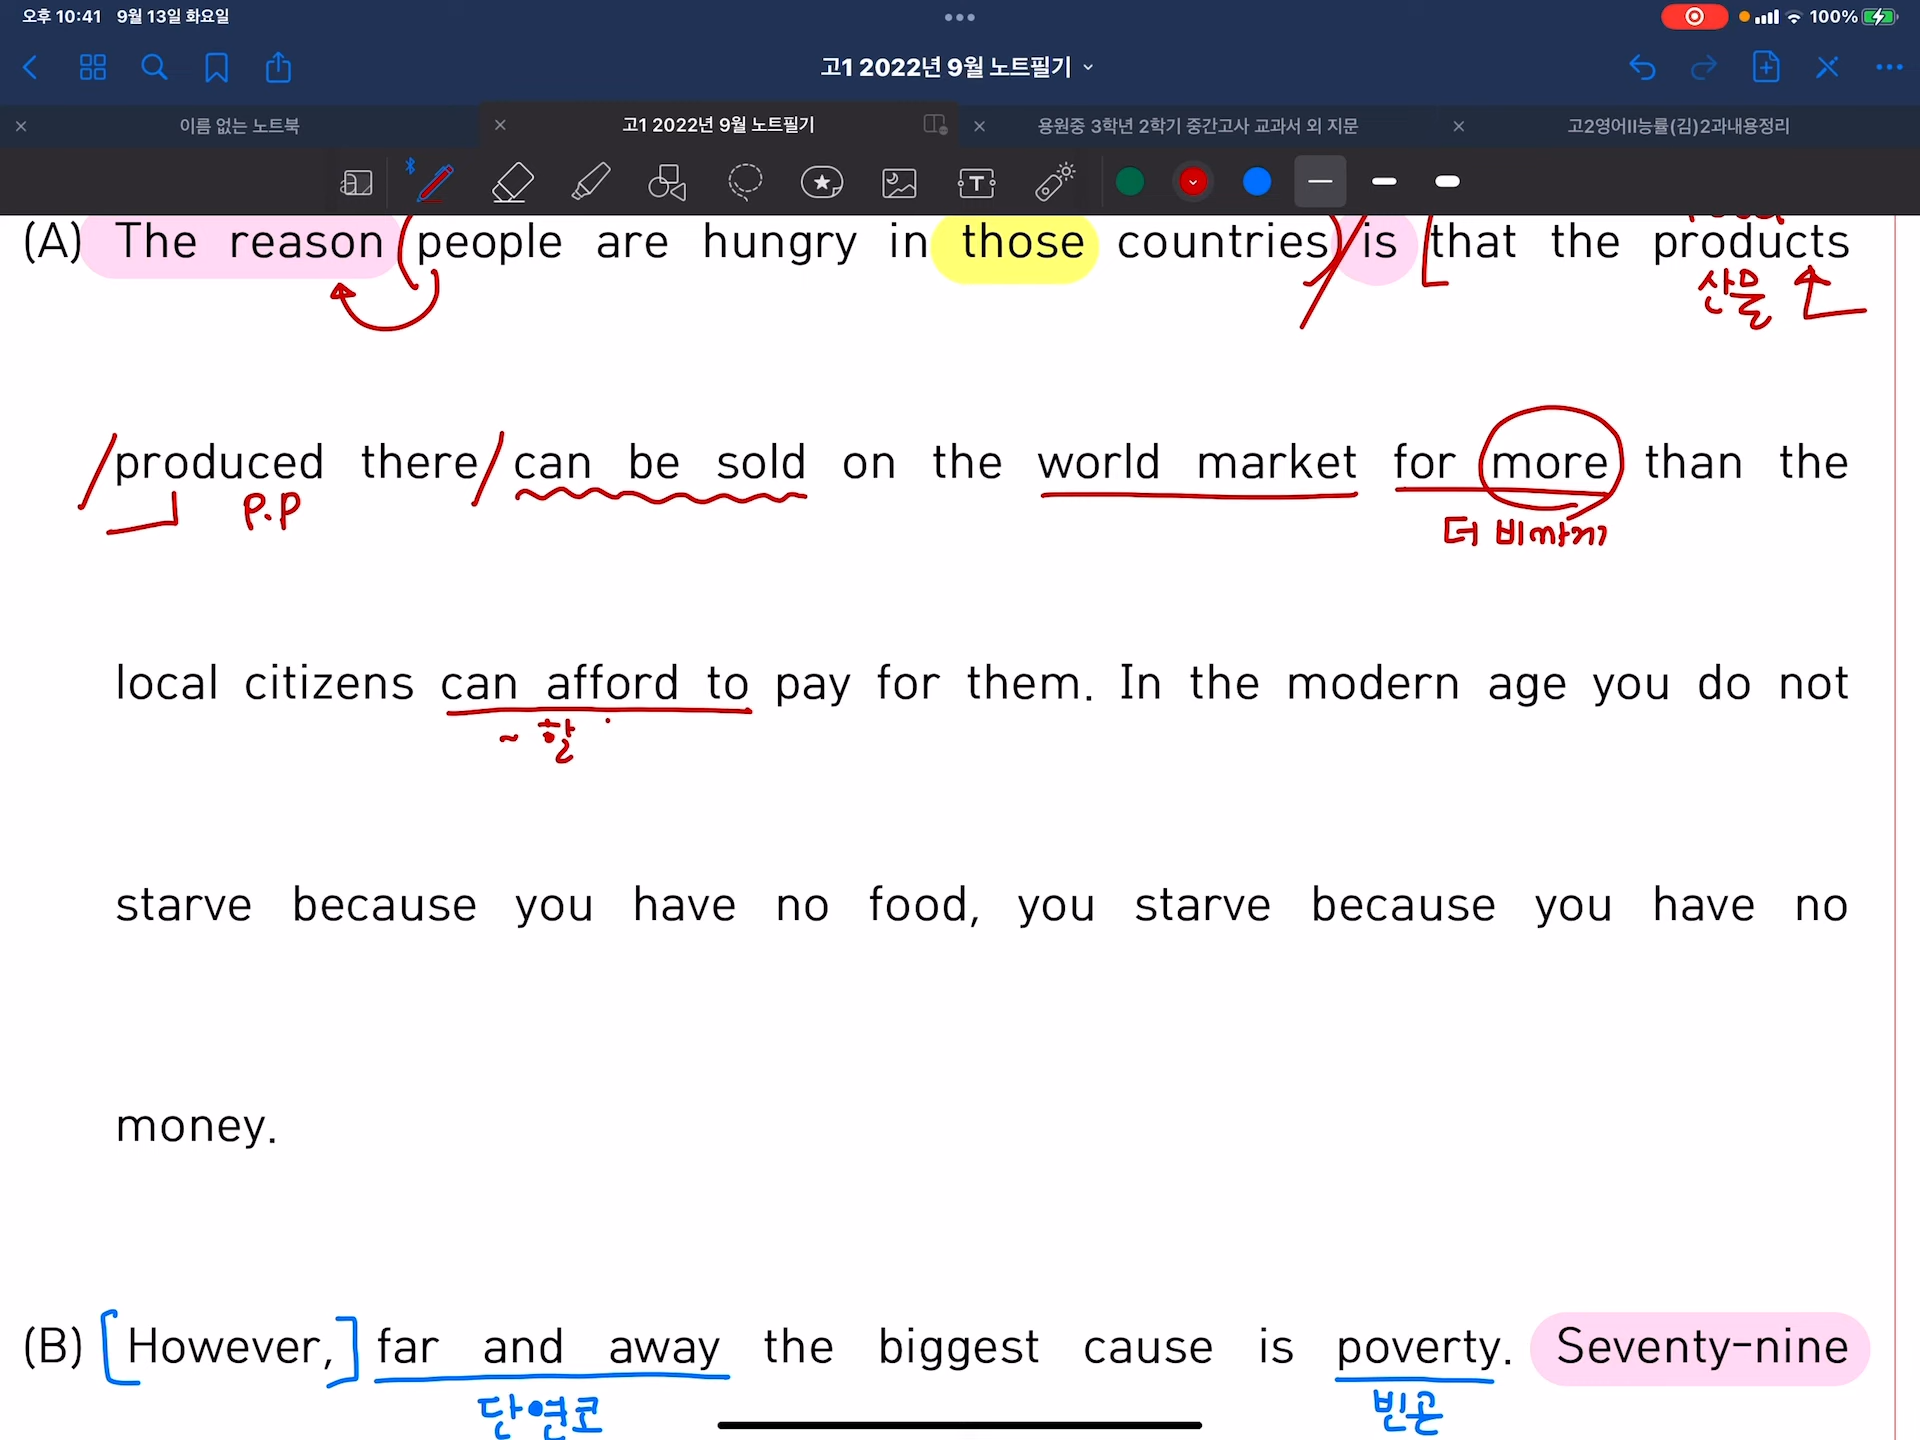 오후 10:41 9월 13일 화요일
100%
고1 2022년 9월 노트필기
이름 없는 노트북
고1 2022년 9월 노트필기
용원중 3학년 2학기 중간고사 교과서 외 지문
고2영어II능률(김)2과내용정리
(A) The reason people are hungry in those countries is that the products
산물
produced there can be sold on the world market for more than the
P.P
더 비싸게
local citizens can afford to pay for them. In the modern age you do not
~ 할
starve because you have no food, you starve because you have no
money.
(B) [However,] far and away the biggest cause is poverty. Seventy-nine
단연코
빈곤